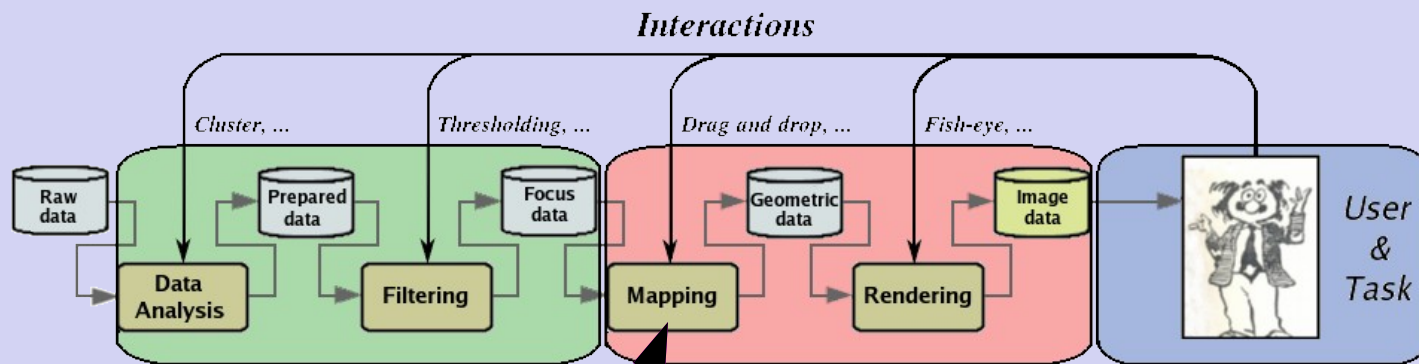 Interactions
Cluster, ...
Thresholding, ...
Drag and drop, ...
Fish-eye, ...
Raw
data
Prepared
data
Focus
data
Geometric
data
Image
data
User
&
Task
Data
Analysis
Filtering
Mapping
Rendering